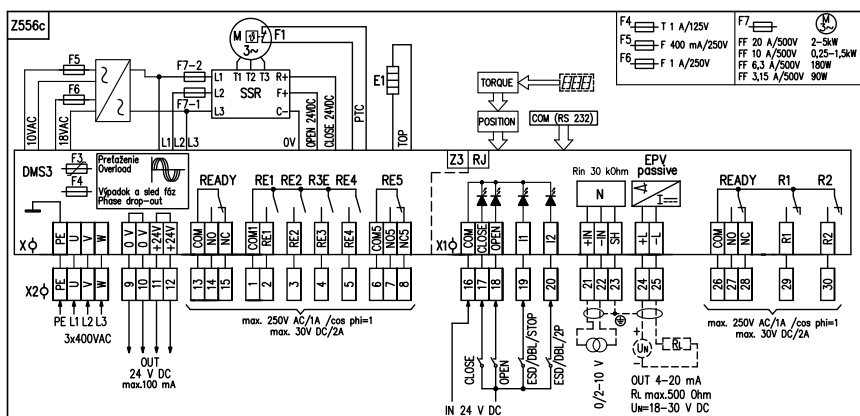 Z556c
F5
F6
10VAC
18VAC
F7-2
F7-1
L1 L2 L3
M
3~
F1
T1 T2 T3
L1
L2
L3
SSR
R+
F+
C-
0V
OPEN 24VDC
CLOSE 24VDC
PTC
E1
TOP
TORQUE
POSITION
COM (RS 232)
F4 T 1 A/125V
F5 F 400 mA/250V
F6 F 1 A/250V
F7
M
3~
FF 20 A/500V 2-5kW
FF 10 A/500V 0,25-1,5kW
FF 6,3 A/500V 180W
FF 3,15 A/500V 90W
DMS3
F3
F4
Preťaženie
Overload
Výpadok a sled fáz
Phase drop-out
READY
RE1 RE2 R3E RE4
RE5
Z3 RJ
Rin 30 kOhm
N
EPV
passive
I
READY
R1
R2
X
PE
U
V
W
0 V
0 V
+24V
+24V
COM
NO
NC
COM1
RE1
RE2
RE3
RE4
COM5
NO5
NC5
X1
COM
CLOSE
OPEN
I1
I2
+IN
-IN
SH
+L
-L
COM
NO
NC
R1
R2
X2
PE
U
V
W
9
10
11
12
13
14
15
1
2
3
4
5
6
7
8
16
17
18
19
20
21
22
23
24
25
26
27
28
29
30
PE L1 L2 L3
3x400VAC
OUT
24 V DC
max.100 mA
max. 250V AC/1A /cos phi=1
max. 30V DC/2A
CLOSE
OPEN
ESD/DBL/STOP
ESD/DBL/2P
IN 24 V DC
0/2-10 V
+
UN
-
RL
OUT 4-20 mA
RL max.500 Ohm
UN=18-30 V DC
max. 250V AC/1A /cos phi=1
max. 30V DC/2A